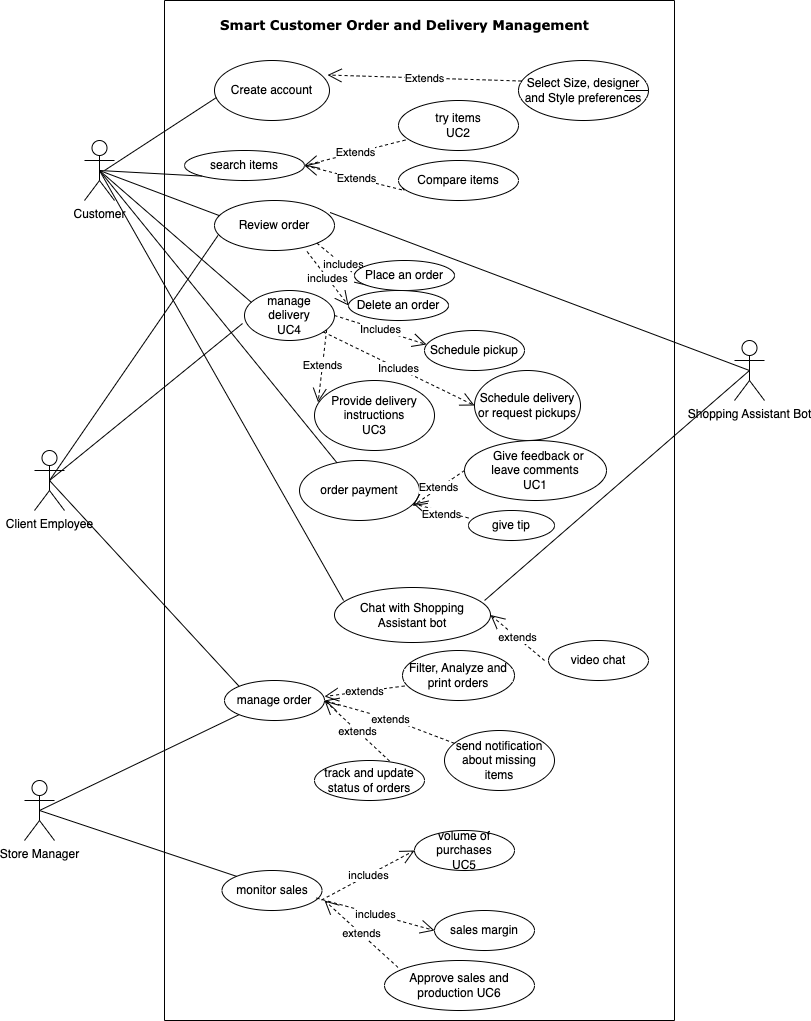 Smart Customer Order and Delivery Management
Create account
Extends
Select Size, designer
and Style preferences
try items
UC2
Extends
search items
Extends
Compare items
Customer
Review order
includes
Place an order
includes
Delete an order
manage
delivery
UC4
Includes
Schedule pickup
Extends
Includes
Provide delivery
instructions
UC3
Schedule delivery
or request pickups
Shopping Assistant Bot
Give feedback or
leave comments
UC1
order payment
Extends
Extends
give tip
Client Employee
Chat with Shopping
Assistant bot
extends
video chat
Filter, Analyze and
print orders
extends
manage order
extends
extends
send notification
about missing
items
track and update
status of orders
Store Manager
volume of
purchases
UC5
includes
monitor sales
includes
sales margin
extends
Approve sales and
production UC6